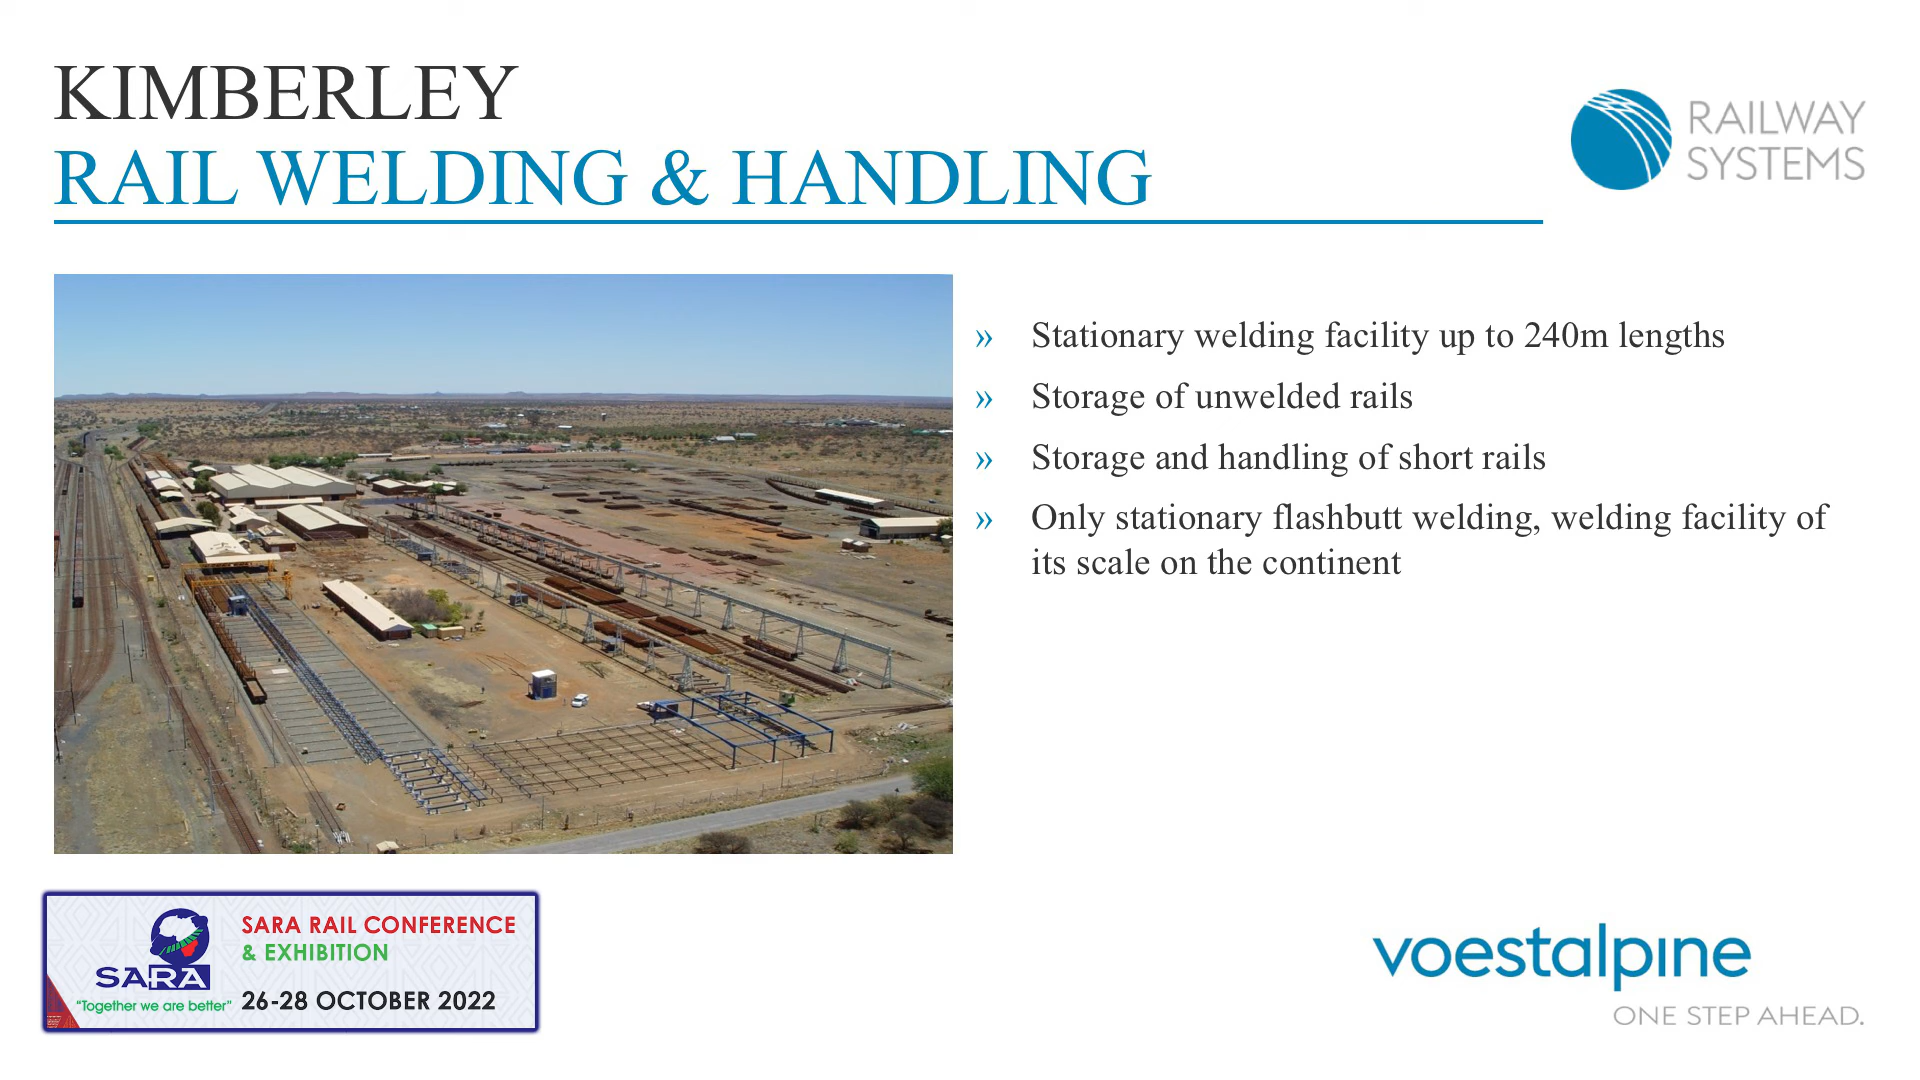 KIMBERLEY
RAIL WELDING & HANDLING
RAILWAY
SYSTEMS
» Stationary welding facility up to 240m lengths
» Storage of unwelded rails
» Storage and handling of short rails
» Only stationary flashbutt welding, welding facility of
its scale on the continent
SARA RAIL CONFERENCE
& EXHIBITION
SARA
"Together we are better"
26-28 OCTOBER 2022
voestalpine
ONE STEP AHEAD.